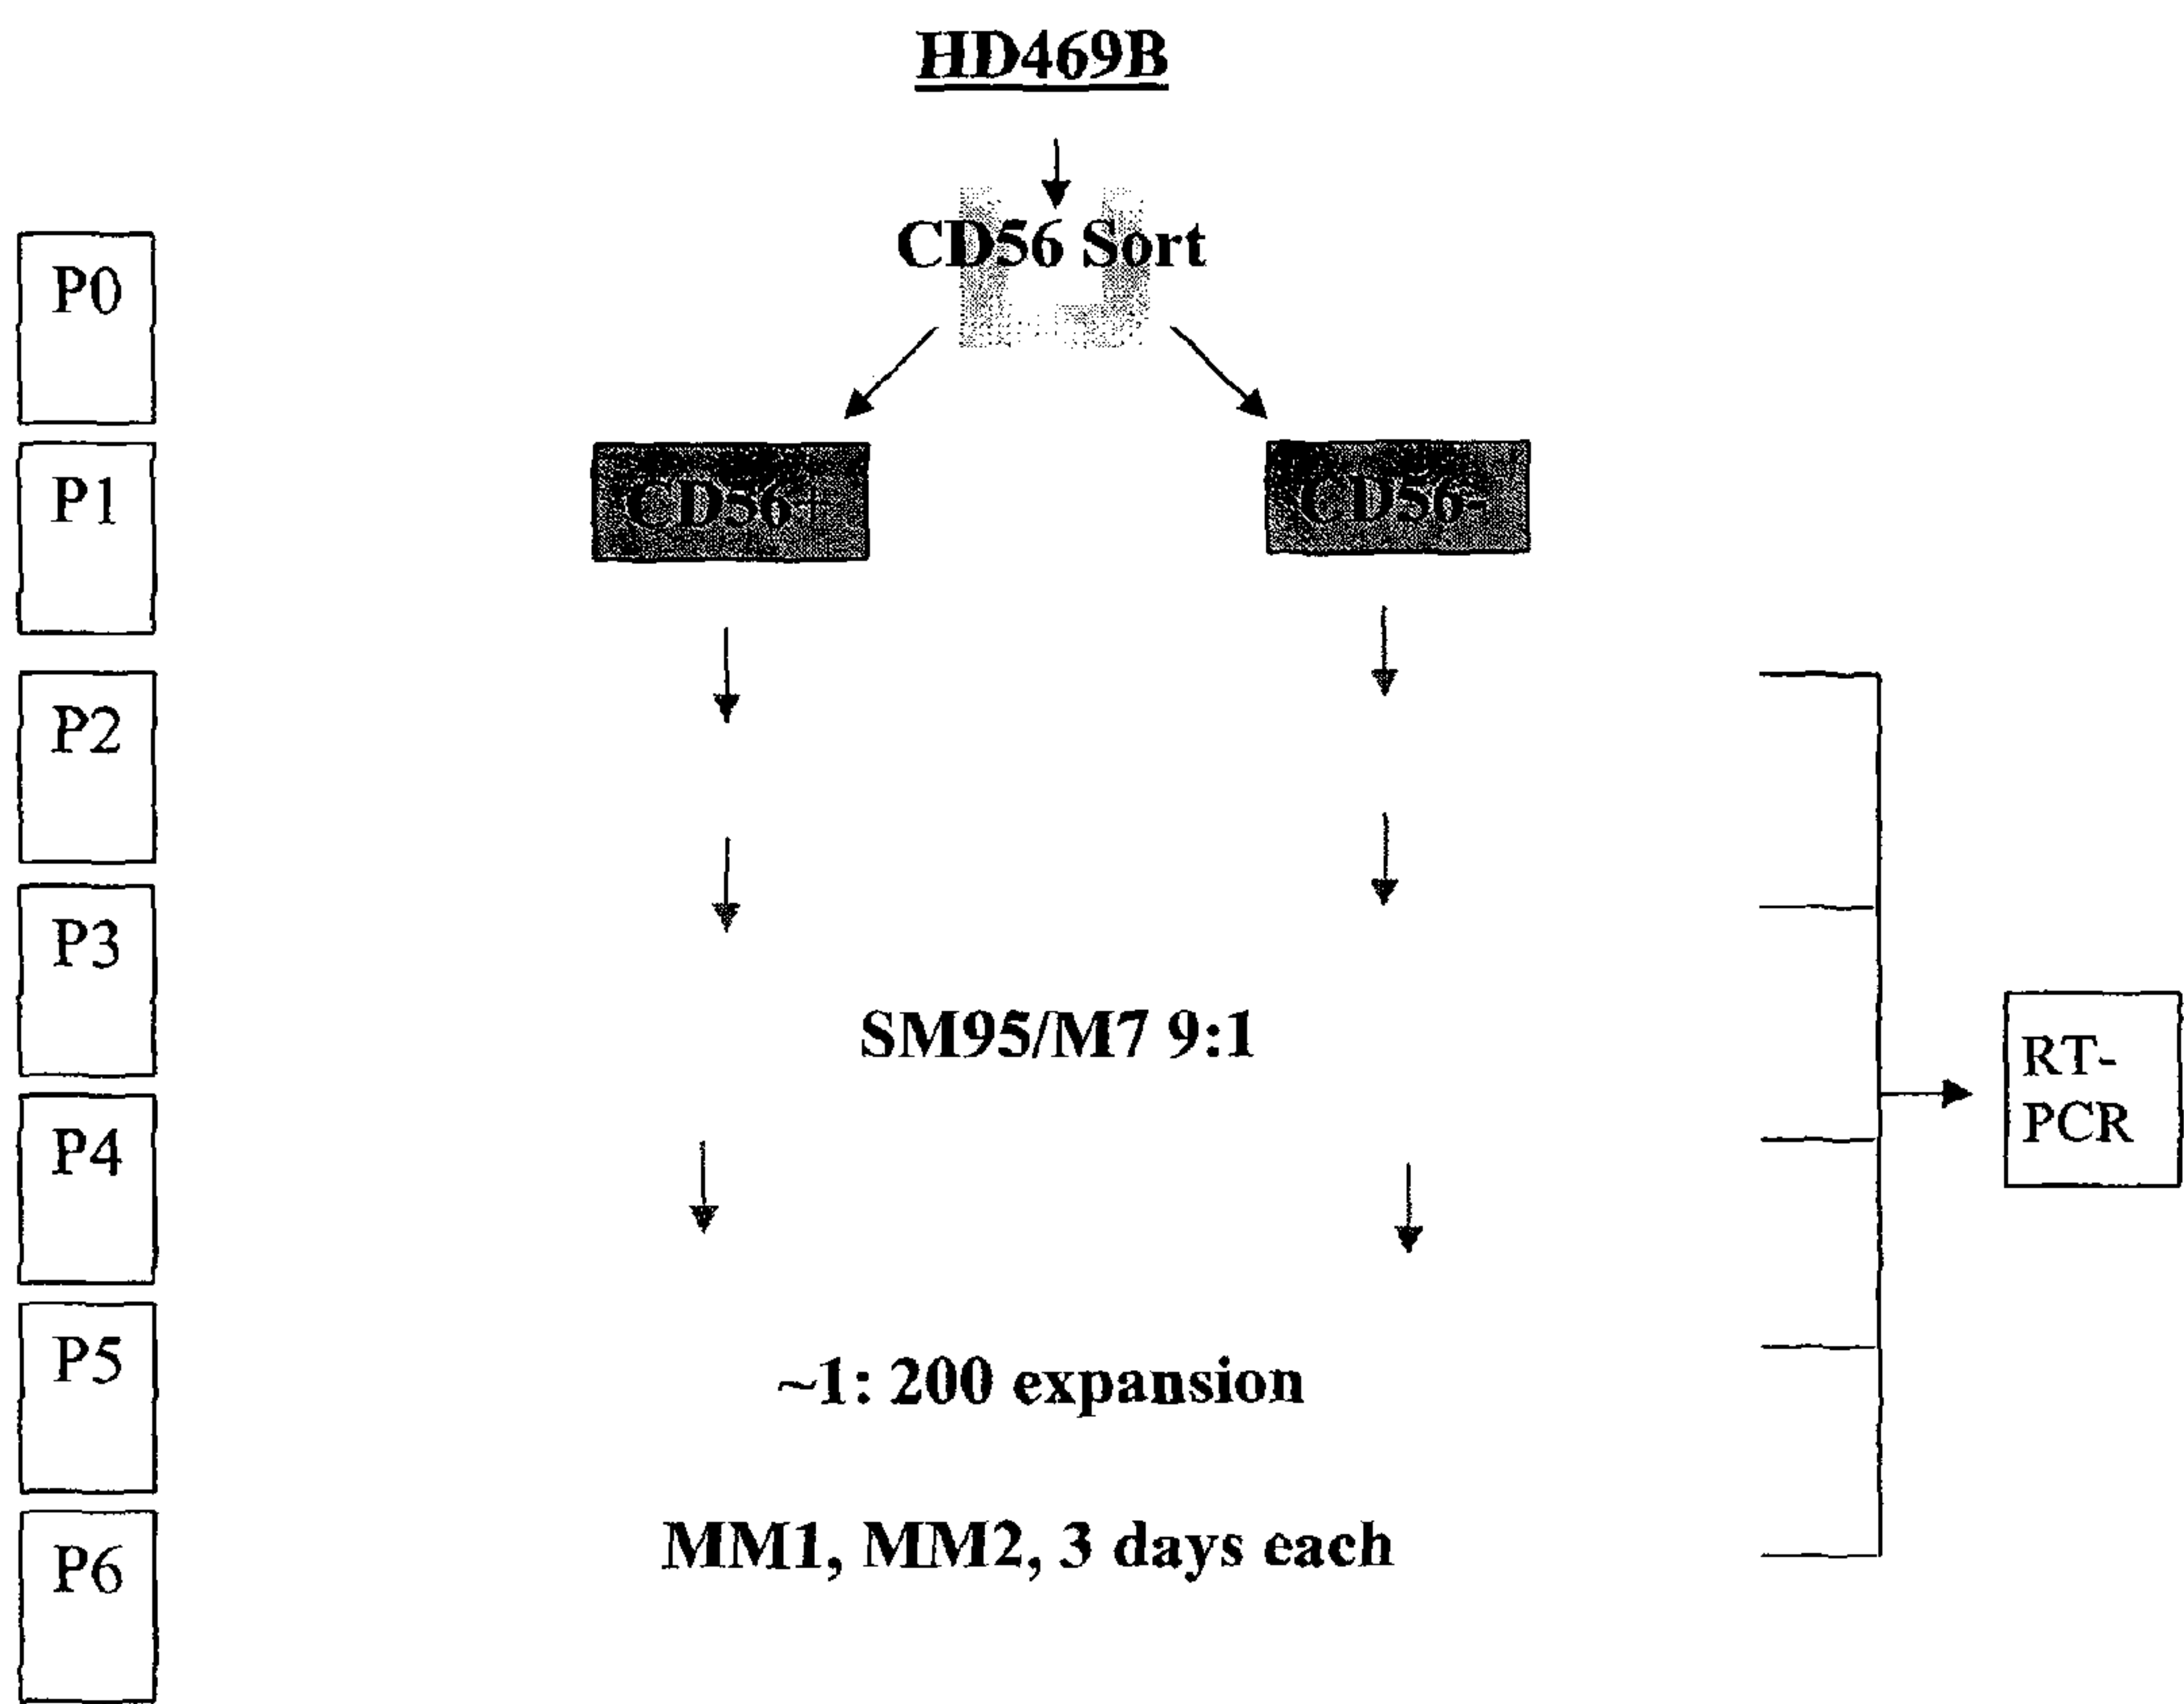 HD469B
CD56 Sort
P0
P1
CD56+
CD56-
P2
P3
SM95/M7 9:1
RT-
PCR
P4
P5
~1: 200 expansion
MM1, MM2, 3 days each
P6